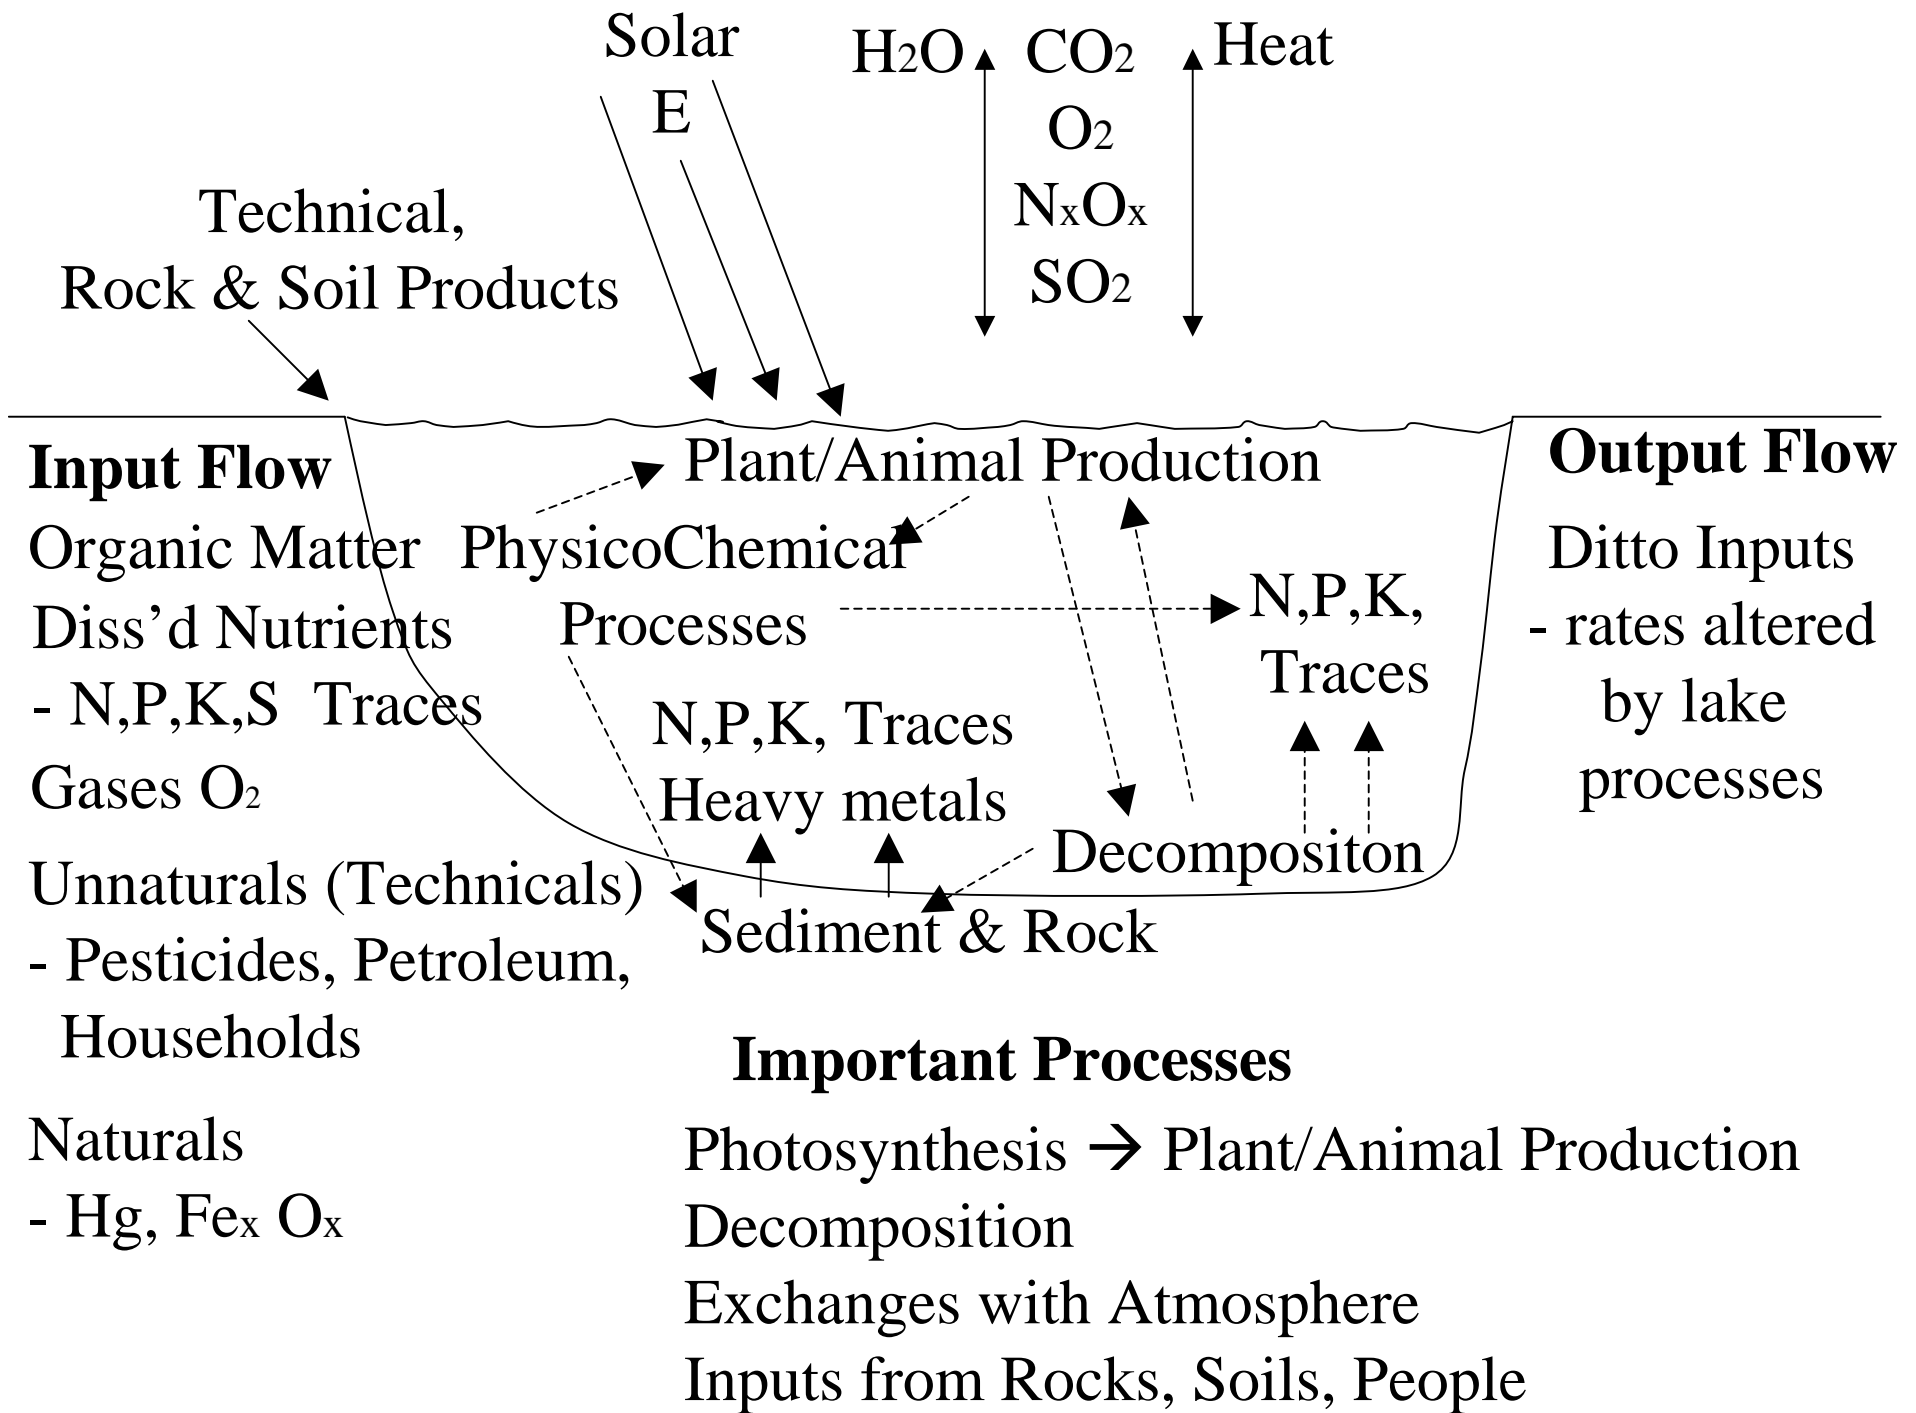 Solar
E
H2O
CO2
O2
NxOx
SO2
Heat
Technical,
Rock & Soil Products
Input Flow
Organic Matter
Diss’d Nutrients
- N,P,K,S Traces
Gases O2
Unnaturals (Technicals)
- Pesticides, Petroleum,
Households
Naturals
- Hg, Fex Ox
Plant/Animal Production
PhysicoChemical
Processes
N,P,K,
Traces
N,P,K, Traces
Heavy metals
Decompositon
Sediment & Rock
Output Flow
Ditto Inputs
- rates altered
by lake
processes
Important Processes
Photosynthesis → Plant/Animal Production
Decomposition
Exchanges with Atmosphere
Inputs from Rocks, Soils, People